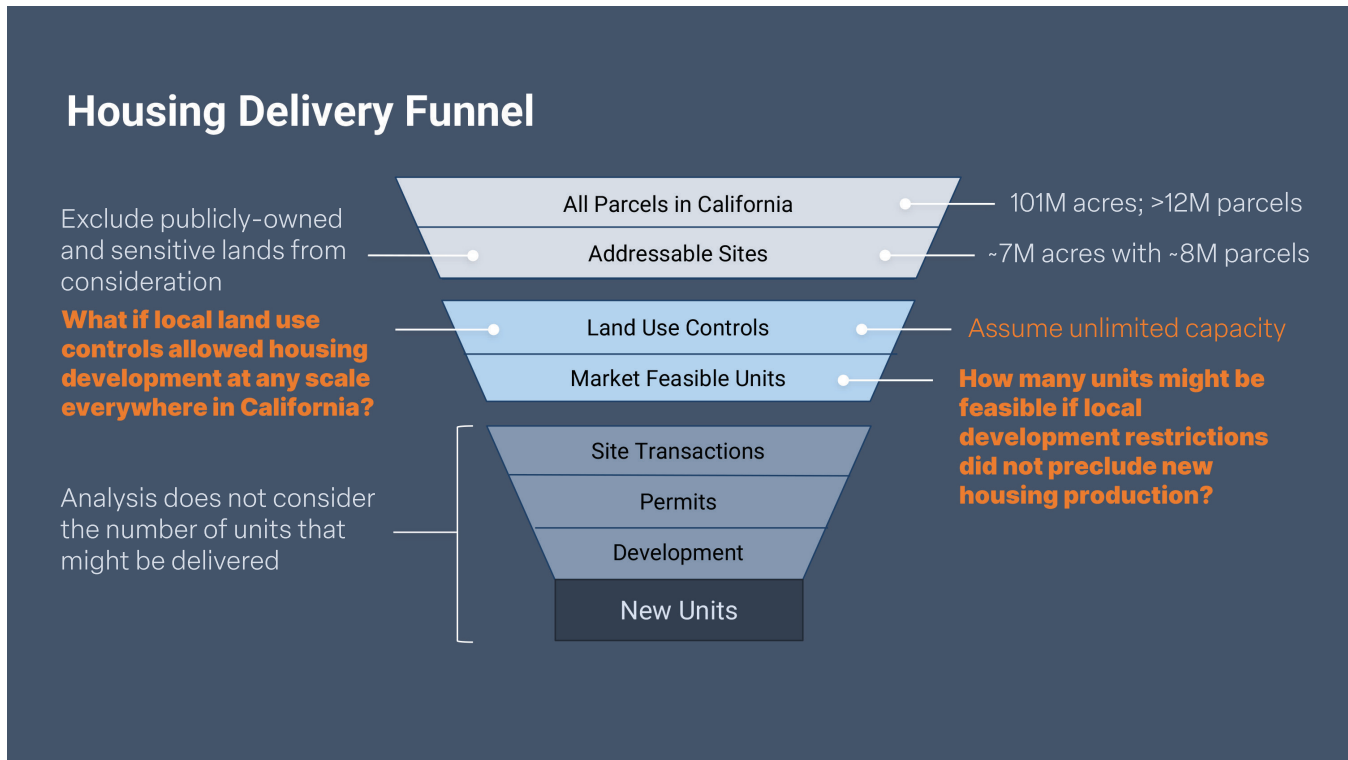 Housing Delivery Funnel
Exclude publicly-owned
and sensitive lands from
consideration
What if local land use
controls allowed housing
development at any scale
everywhere in California?
Analysis does not consider
the number of units that
might be delivered
All Parcels in California
Addressable Sites
Land Use Controls
Market Feasible Units
Site Transactions
Permits
Development
New Units
101M acres; >12M parcels
~7M acres with ~8M parcels
Assume unlimited capacity
How many units might be
feasible if local
development restrictions
did not preclude new
housing production?